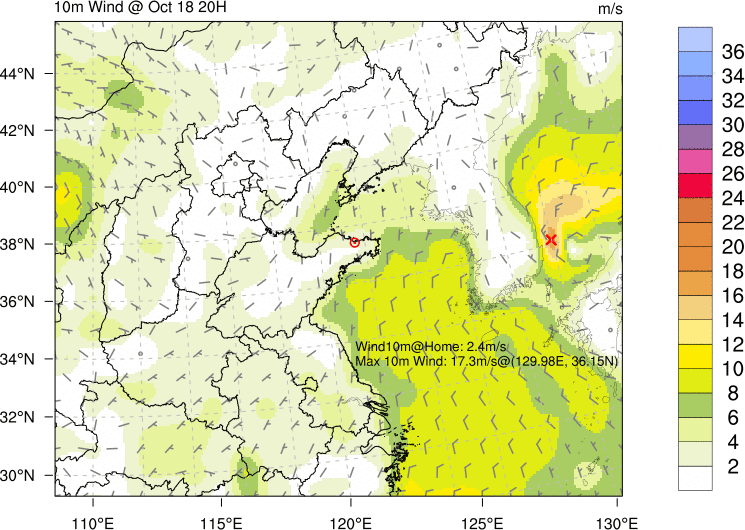 10m Wind @ Oct 18 20H
m/s
44°N
42°N
40°N
38°N
36°N
34°N
32°N
30°N
110°E
115°E
120°E
125°E
130°E
Wind10m@Home: 2.4m/s
Max 10m Wind: 17.3m/s@(129.98E, 36.15N)
36
34
32
30
28
26
24
22
20
18
16
14
12
10
8
6
4
2